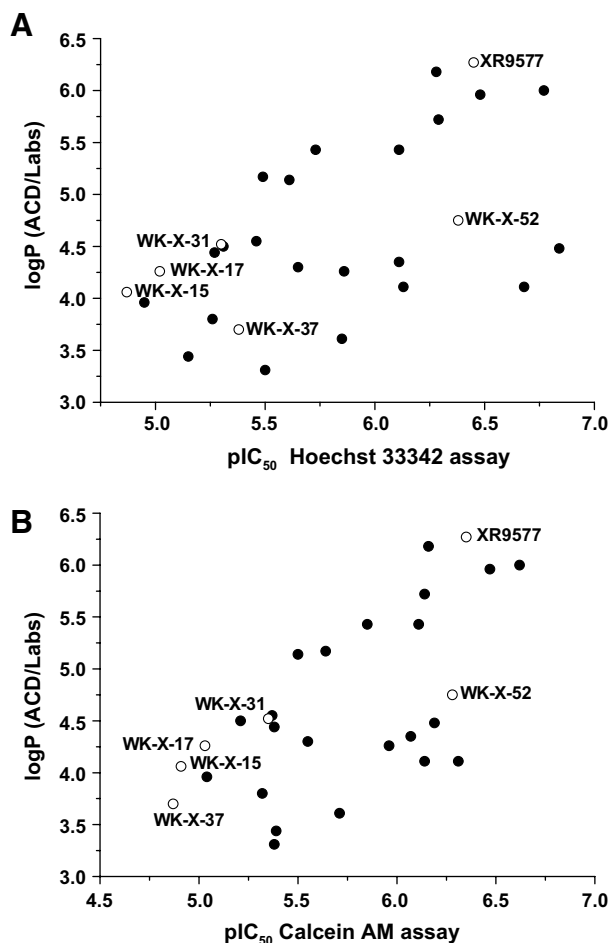 A
6.5
XR9577
6.0
5.5
5.0
WK-X-52
4.5
WK-X-31
WK-X-17
4.0
WK-X-15
WK-X-37
3.5
3.0
logP (ACD/Labs)
5.0 5.5 6.0 6.5 7.0
pIC₅₀ Hoechst 33342 assay
B
6.5
XR9577
6.0
5.5
5.0
WK-X-31
WK-X-52
4.5
WK-X-17
WK-X-15
4.0
WK-X-37
3.5
3.0
logP (ACD/Labs)
4.5 5.0 5.5 6.0 6.5 7.0
pIC₅₀ Calcein AM assay